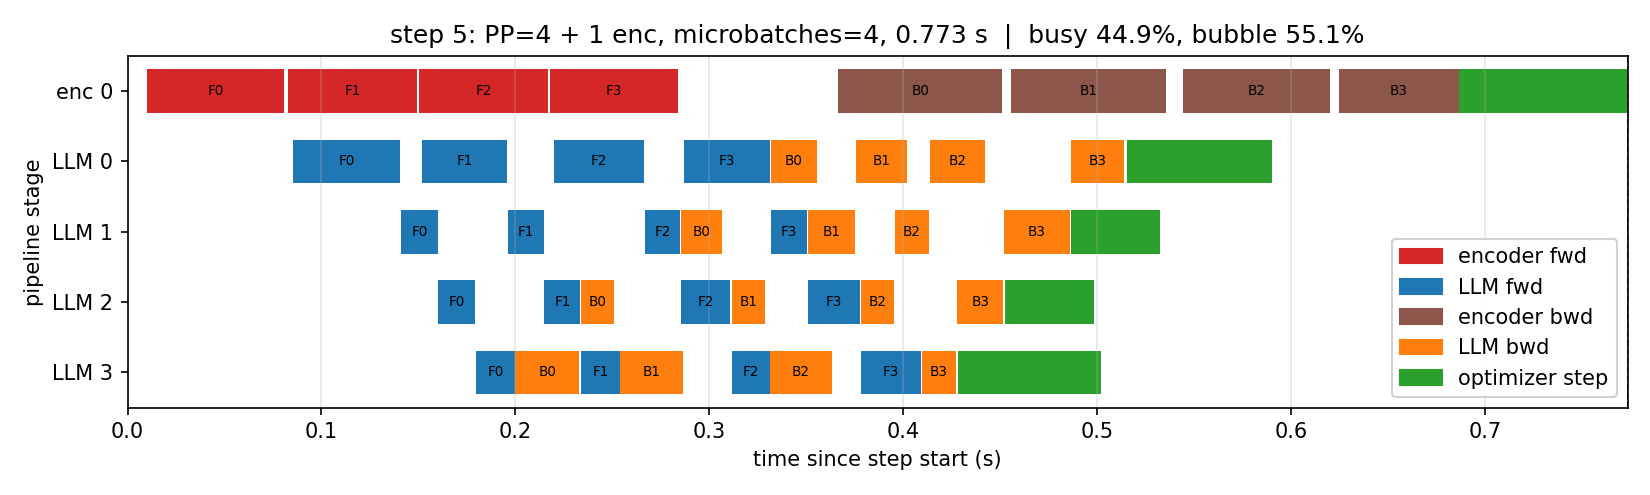 step 5: PP=4 + 1 enc, microbatches=4, 0.773 s | busy 44.9%, bubble 55.1%
pipeline stage
enc 0
F0 F1 F2 F3 B0 B1 B2 B3
LLM 0
F0 F1 F2 F3 B0 B1 B2 B3
LLM 1
F0 F1 F2 B0 F3 B1 B2 B3
LLM 2
F0 F1 B0 F2 B1 F3 B2 B3
LLM 3
F0 B0 F1 B1 F2 B2 F3 B3
encoder fwd
LLM fwd
encoder bwd
LLM bwd
optimizer step
0.0 0.1 0.2 0.3 0.4 0.5 0.6 0.7
time since step start (s)